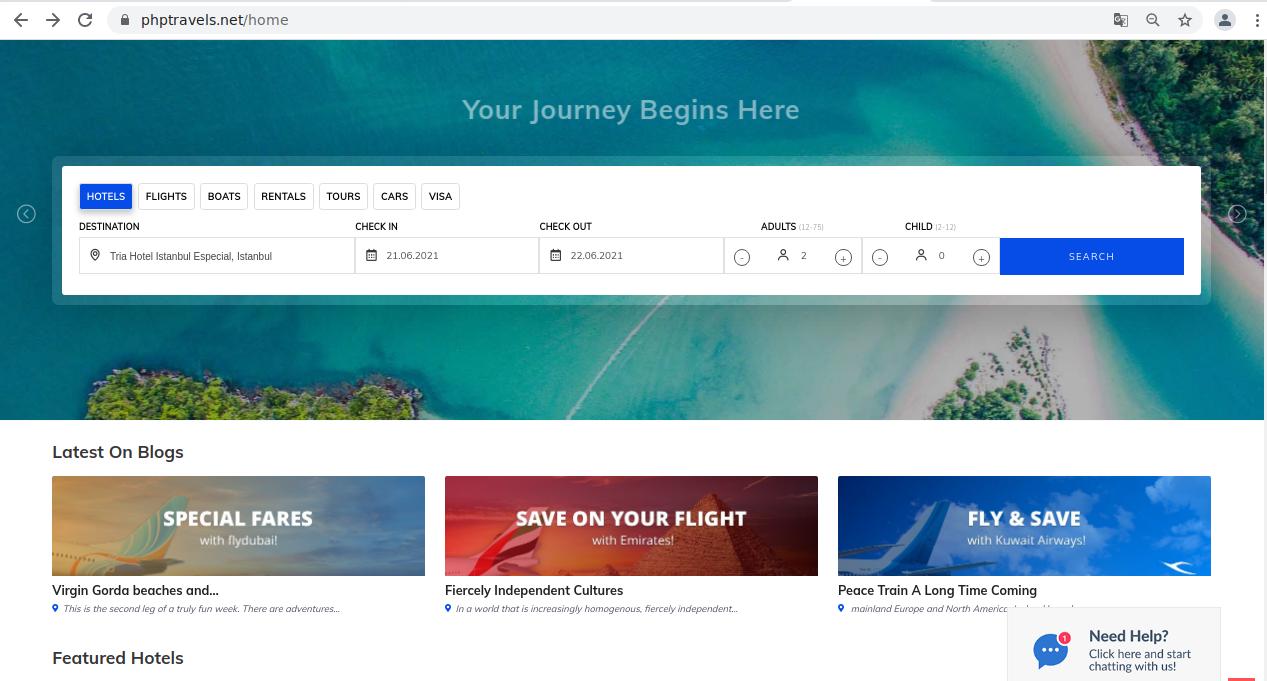 phptravels.net/home
Your Journey Begins Here
HOTELS FLIGHTS BOATS RENTALS TOURS CARS VISA
DESTINATION CHECK IN CHECK OUT ADULTS (12-75) CHILD (2-12)
Tria Hotel Istanbul Especial, Istanbul 21.06.2021 22.06.2021 - 2 + - 0 + SEARCH
Latest On Blogs
SPECIAL FARES
with flydubai!
SAVE ON YOUR FLIGHT
with Emirates!
FLY & SAVE
with Kuwait Airways!
Virgin Gorda beaches and...
This is the second leg of a truly fun week. There are adventures...
Fiercely Independent Cultures
In a world that is increasingly homogenous, fiercely independent...
Peace Train A Long Time Coming
mainland Europe and North America
Featured Hotels
1
Need Help?
Click here and start
chatting with us!